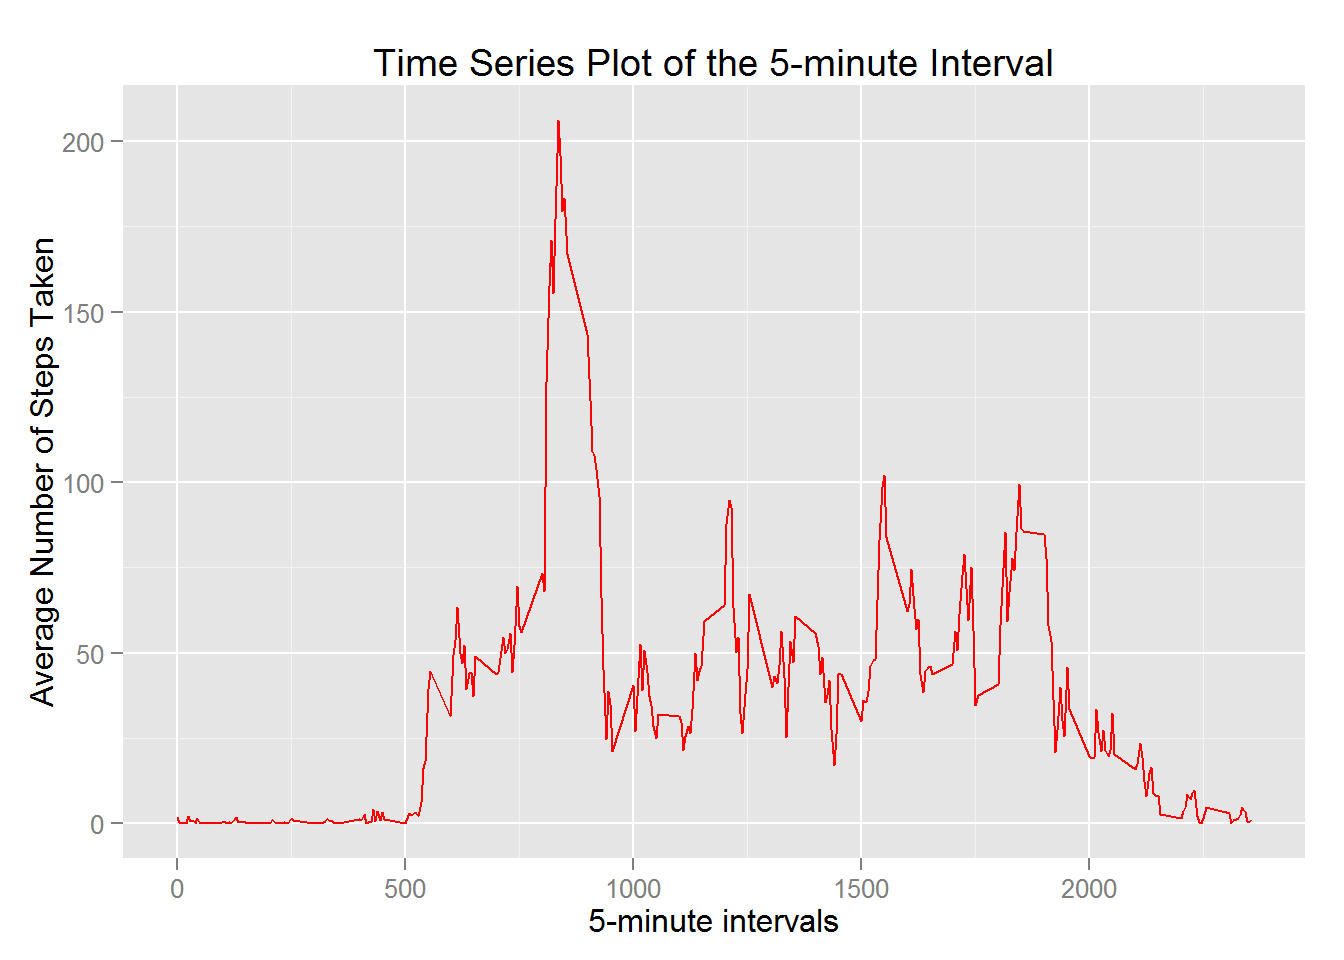 Time Series Plot of the 5-minute Interval
Average Number of Steps Taken
200
150
100
50
0
0 500 1000 1500 2000
5-minute intervals